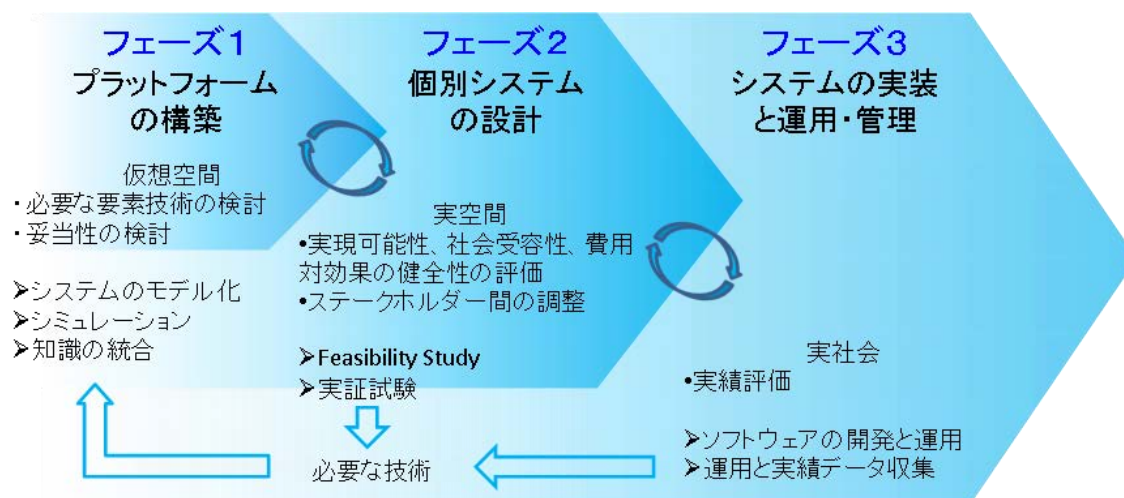 フェーズ1
プラットフォーム
の構築
仮想空間
・必要な要素技術の検討
・妥当性の検討
➤システムのモデル化
➤シミュレーション
➤知識の統合
フェーズ2
個別システム
の設計
実空間
•実現可能性、社会受容性、費用
対効果の健全性の評価
•ステークホルダー間の調整
➤Feasibility Study
➤実証試験
必要な技術
フェーズ3
システムの実装
と運用・管理
実社会
•実績評価
➤ソフトウェアの開発と運用
➤運用と実績データ収集